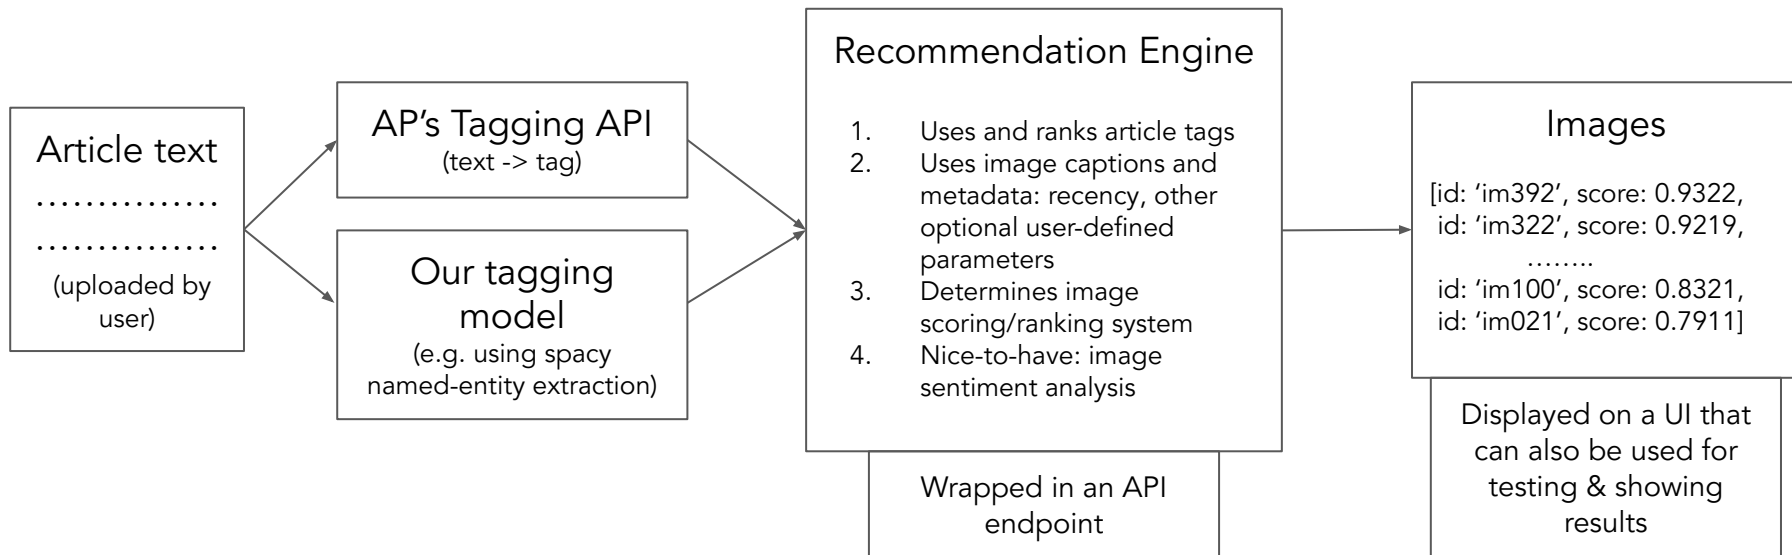 Article text
……………
……………
(uploaded by
user)
AP’s Tagging API
(text -> tag)
Our tagging
model
(e.g. using spacy
named-entity extraction)
Recommendation Engine
1. Uses and ranks article tags
2. Uses image captions and
metadata: recency, other
optional user-defined
parameters
3. Determines image
scoring/ranking system
4. Nice-to-have: image
sentiment analysis
Wrapped in an API
endpoint
Images
[id: ‘im392’, score: 0.9322,
id: ‘im322’, score: 0.9219,
……..
id: ‘im100’, score: 0.8321,
id: ‘im021’, score: 0.7911]
Displayed on a UI that
can also be used for
testing & showing
results